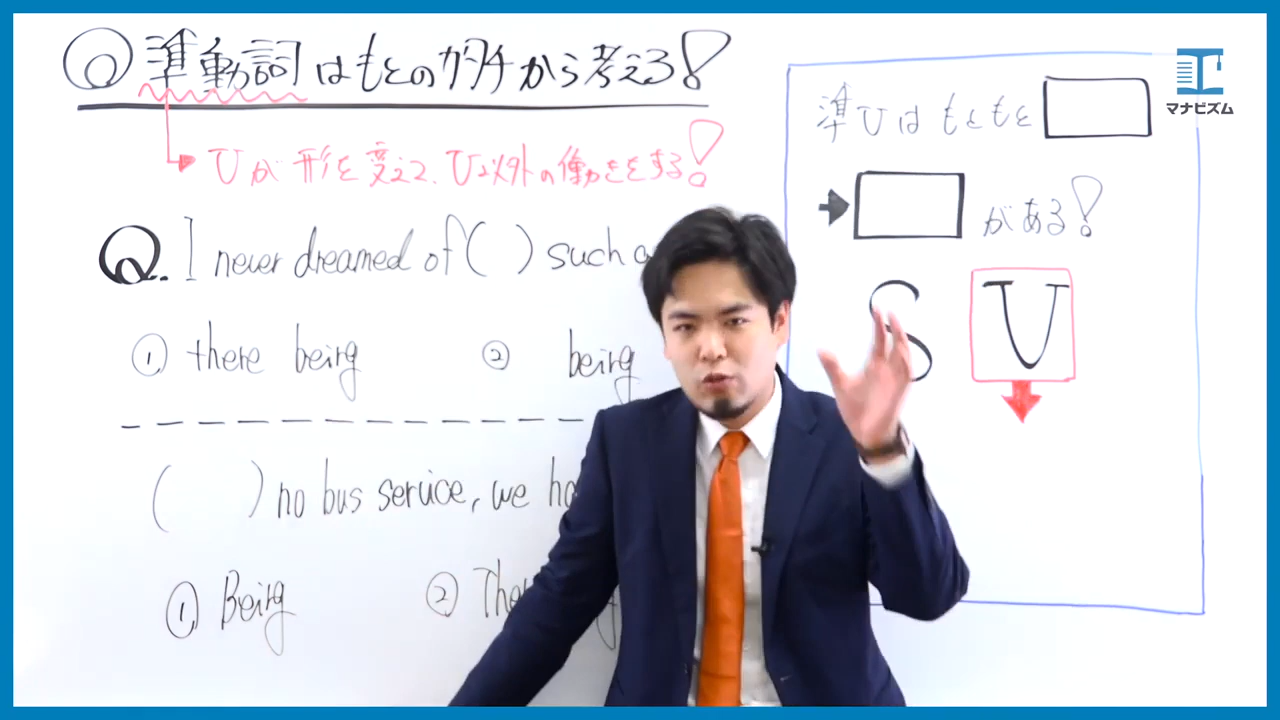 準動詞はもとのカタチから考える!
Vが形を変えて、V以外の働きをする!
Q. I never dreamed of ( ) such a
① there being ② being
( ) no bus service, we ha
① Being ② The
準Vはもともと
がある!
S V
マナビズム